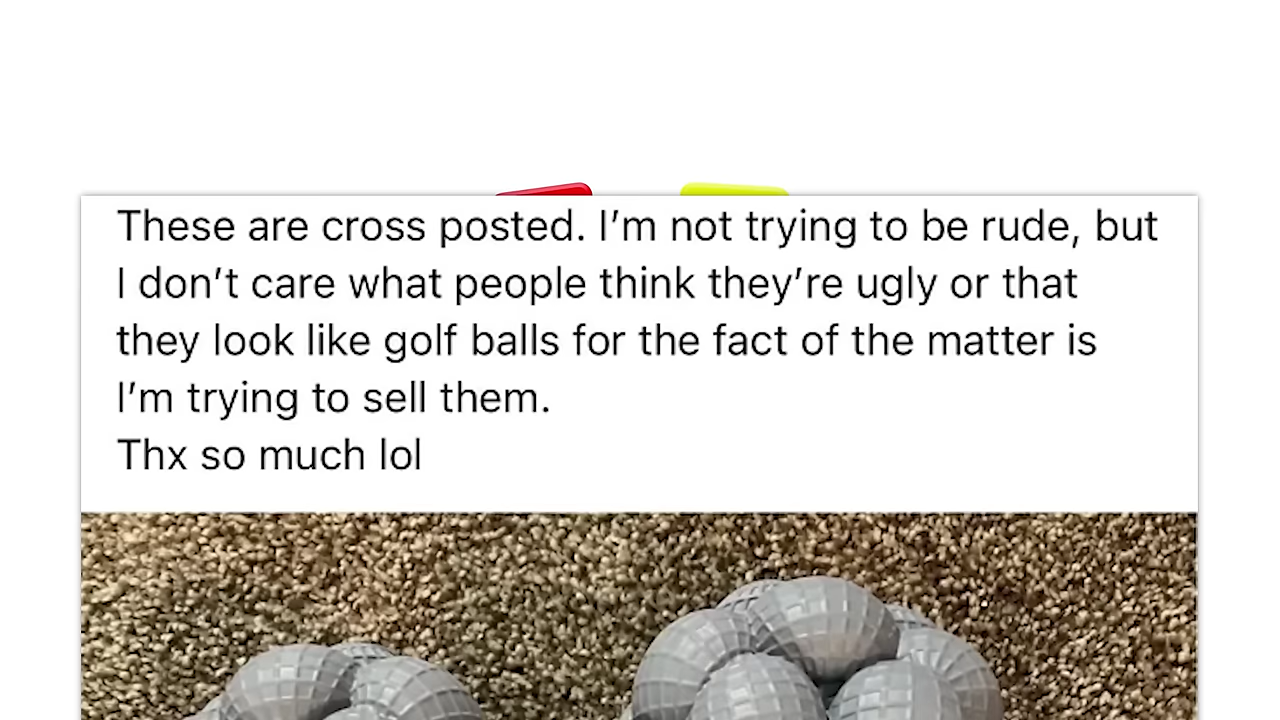 These are cross posted. I’m not trying to be rude, but
I don’t care what people think they’re ugly or that
they look like golf balls for the fact of the matter is
I’m trying to sell them.
Thx so much lol